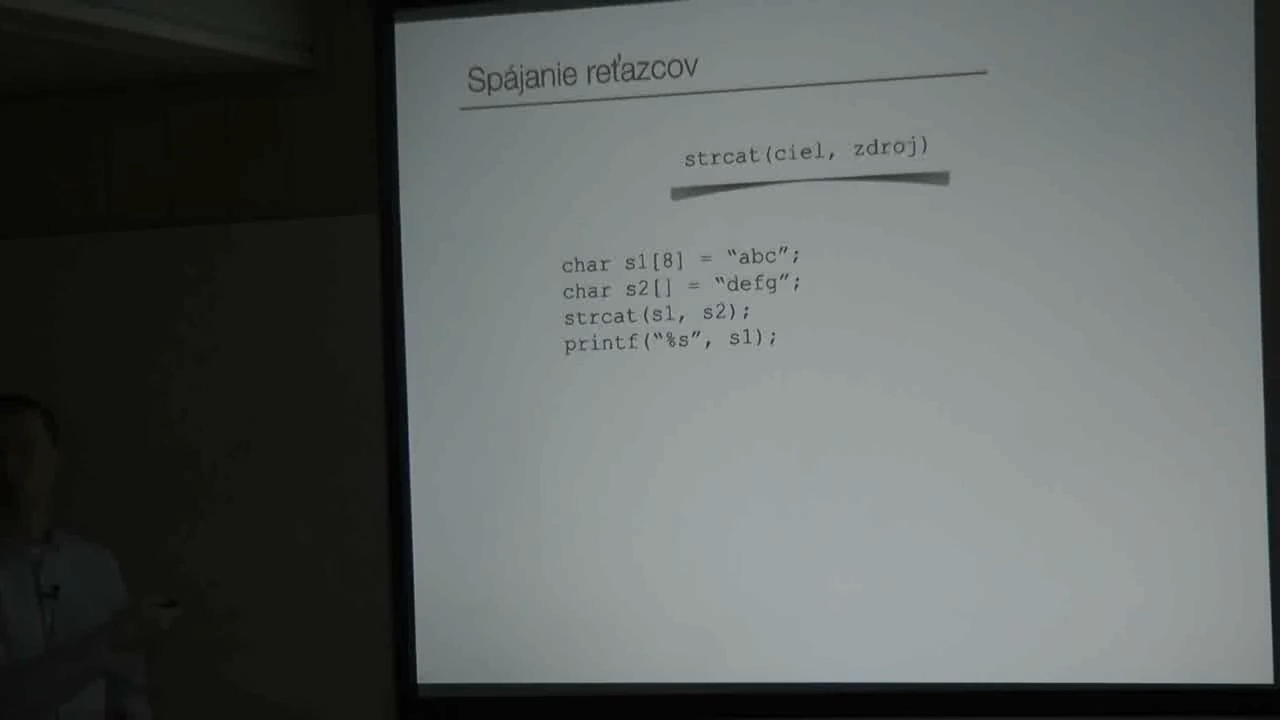 Spájanie reťazcov
strcat(ciel, zdroj)
char s1[8] = “abc”;
char s2[] = “defg”;
strcat(s1, s2);
printf(“%s”, s1);